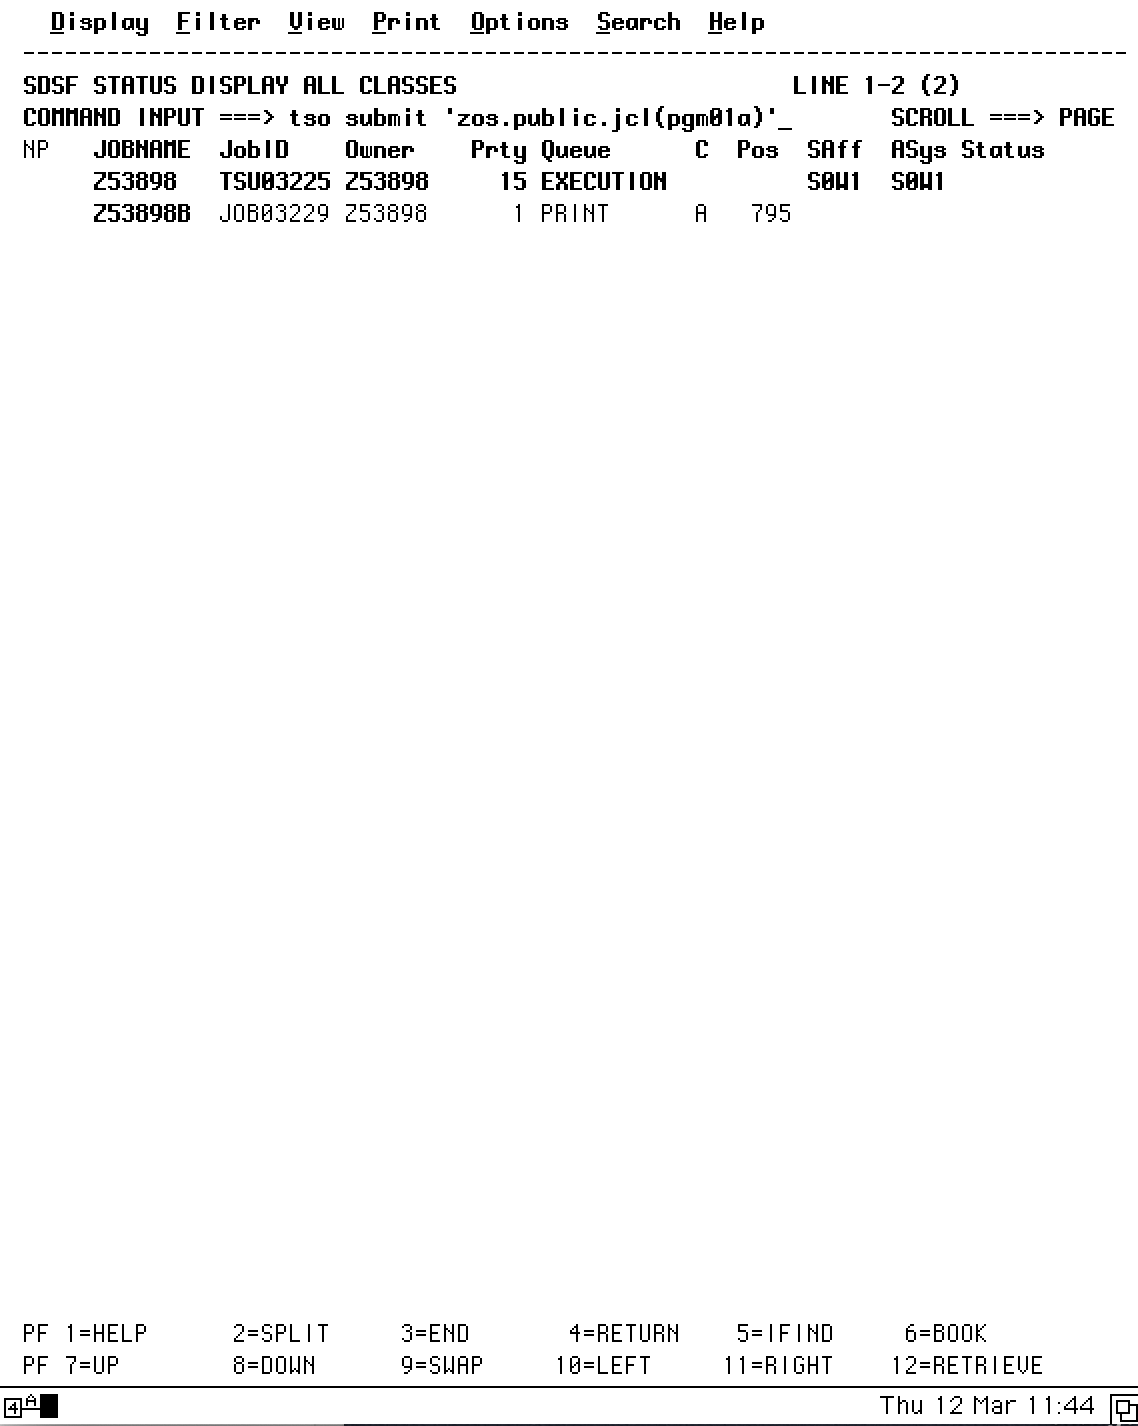 Display Filter View Print Options Search Help
-------------------------------------------------------------------------------
SDSF STATUS DISPLAY ALL CLASSES LINE 1-2 (2)
COMMAND INPUT ===> tso submit 'zos.public.jcl(pgm01a)'_ SCROLL ===> PAGE
NP JOBNAME JobID Owner Prty Queue C Pos SAff ASys Status
Z53898 TSU03225 Z53898 15 EXECUTION S0W1 S0W1
Z53898B JOB03229 Z53898 1 PRINT A 795
PF 1=HELP 2=SPLIT 3=END 4=RETURN 5=IFIND 6=BOOK
PF 7=UP 8=DOWN 9=SWAP 10=LEFT 11=RIGHT 12=RETRIEVE
4 A Thu 12 Mar 11:44